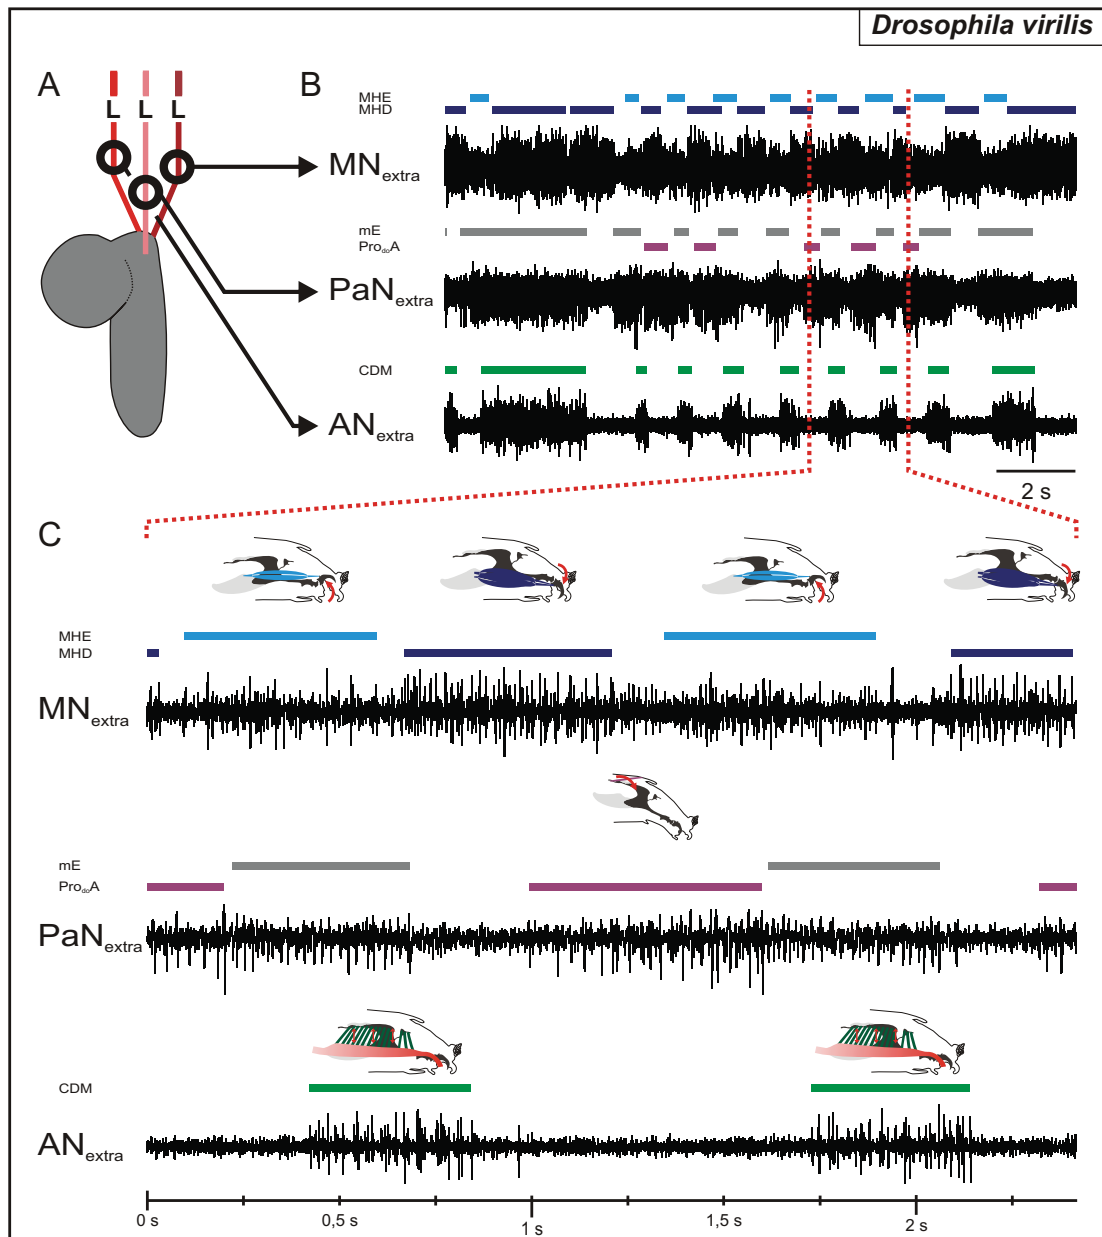 Drosophila virilis
A
B
L L L
MHE
MHD
MNextra
mE
ProdoA
PaNextra
CDM
ANextra
2 s
C
MHE
MHD
MNextra
mE
ProdoA
PaNextra
CDM
ANextra
0 s 0,5 s 1 s 1,5 s 2 s